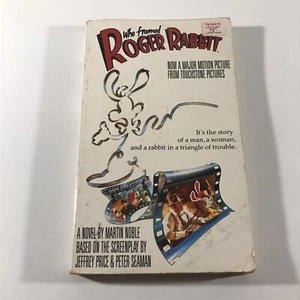 Who Framed
ROGER RABBIT
NOW A MAJOR MOTION PICTURE
FROM TOUCHSTONE PICTURES
It's the story
of a man, a woman,
and a rabbit in a triangle of trouble.
A NOVEL BY MARTIN NOBLE
BASED ON THE SCREENPLAY BY
JEFFREY PRICE & PETER SEAMAN